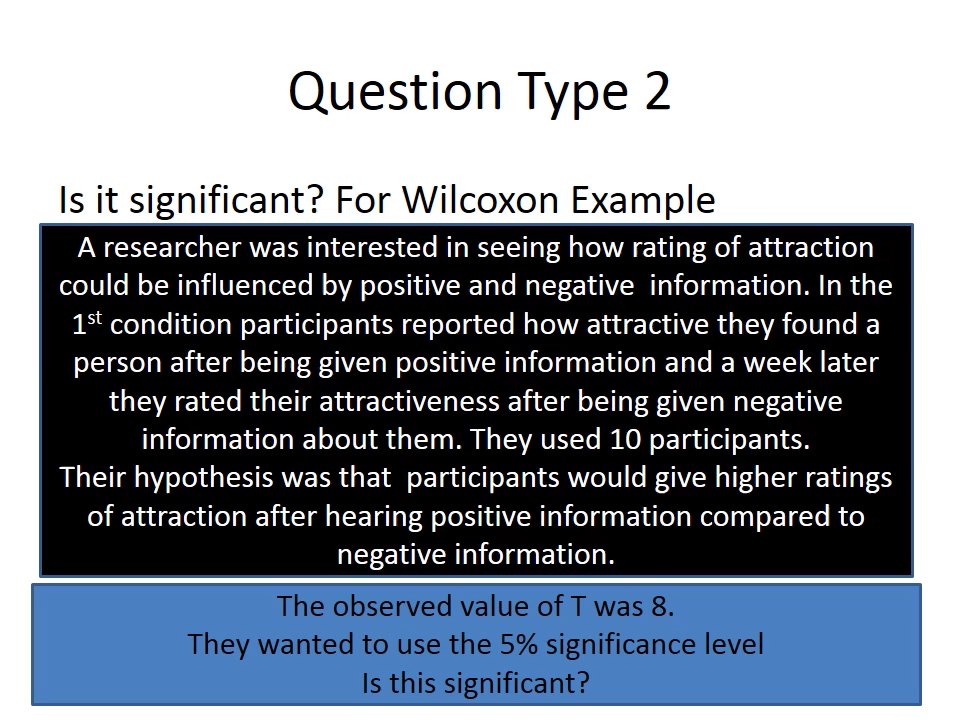 Question Type 2
Is it significant? For Wilcoxon Example
A researcher was interested in seeing how rating of attraction
could be influenced by positive and negative  information. In the
1st condition participants reported how attractive they found a
person after being given positive information and a week later
they rated their attractiveness after being given negative
information about them. They used 10 participants.
Their hypothesis was that  participants would give higher ratings
of attraction after hearing positive information compared to
negative information.
The observed value of T was 8.
They wanted to use the 5% significance level
Is this significant?